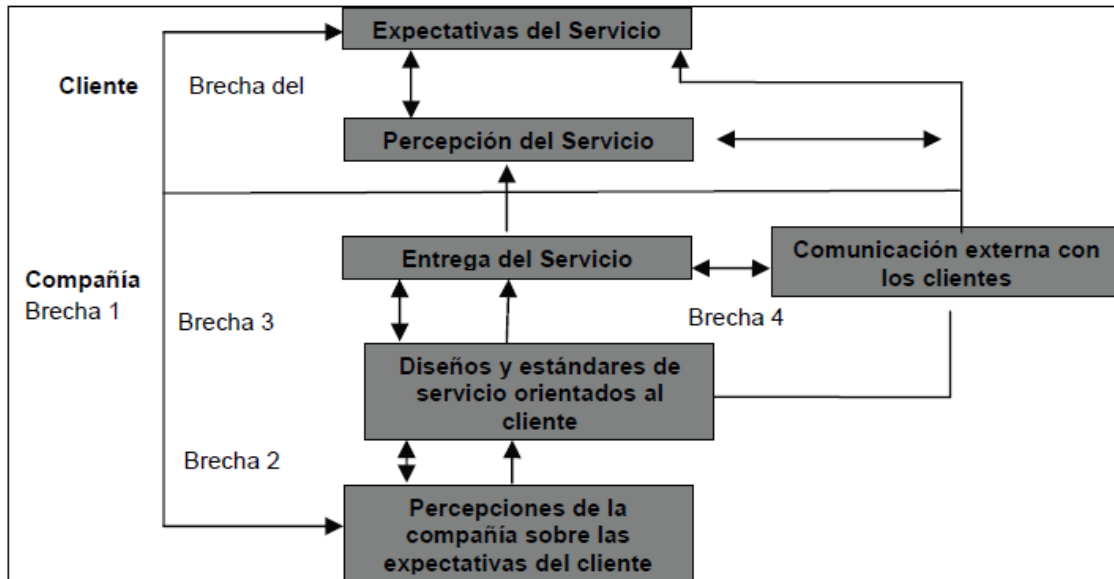 Expectativas del Servicio
Cliente
Brecha del
Percepción del Servicio
Entrega del Servicio
Comunicación externa con
los clientes
Compañía
Brecha 1
Brecha 3
Brecha 4
Diseños y estándares de
servicio orientados al
cliente
Brecha 2
Percepciones de la
compañía sobre las
expectativas del cliente